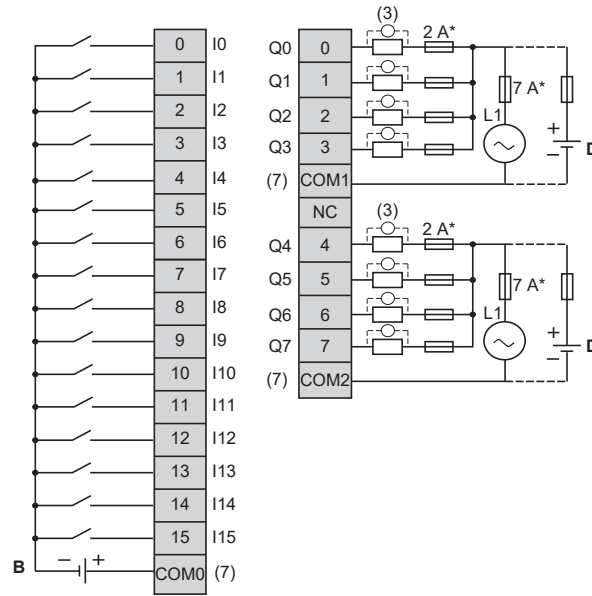 0 I0
1 I1
2 I2
3 I3
4 I4
5 I5
6 I6
7 I7
8 I8
9 I9
10 I10
11 I11
12 I12
13 I13
14 I14
15 I15
B − + COM0 (7)
(3) 2 A*
Q0 0
Q1 1
7 A*
Q2 2
L1
Q3 3
+
−
D
(7) COM1
NC
(3) 2 A*
Q4 4
Q5 5
7 A*
Q6 6
L1
Q7 7
+
−
D
(7) COM2